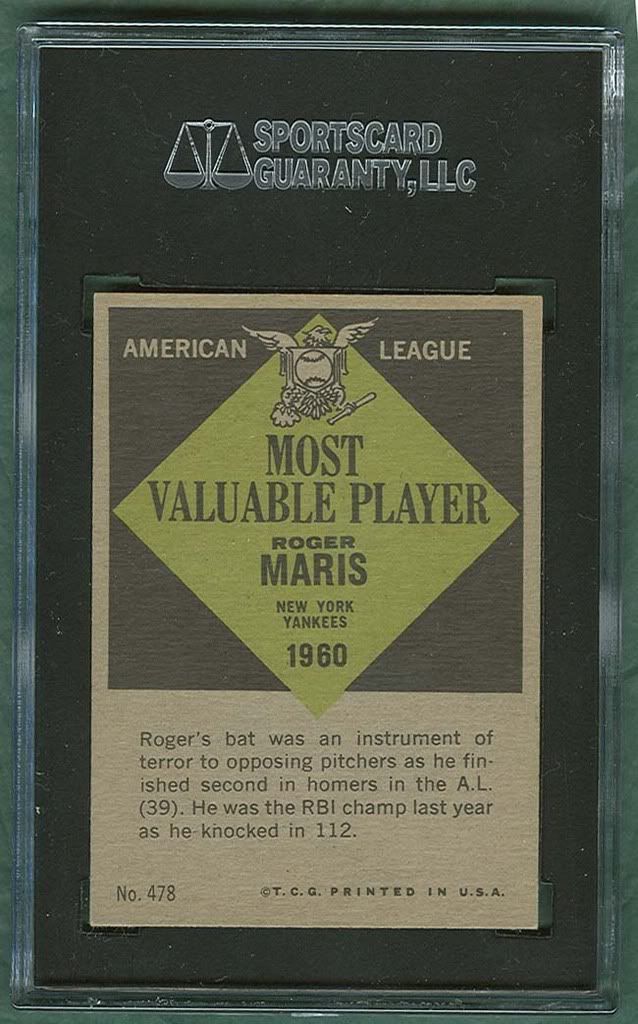 SPORTSCARD
GUARANTY, LLC
AMERICAN LEAGUE
MOST
VALUABLE PLAYER
ROGER
MARIS
NEW YORK
YANKEES
1960
Roger's bat was an instrument of
terror to opposing pitchers as he fin-
ished second in homers in the A.L.
(39). He was the RBI champ last year
as he knocked in 112.
No. 478 ©T.C.G. PRINTED IN U.S.A.